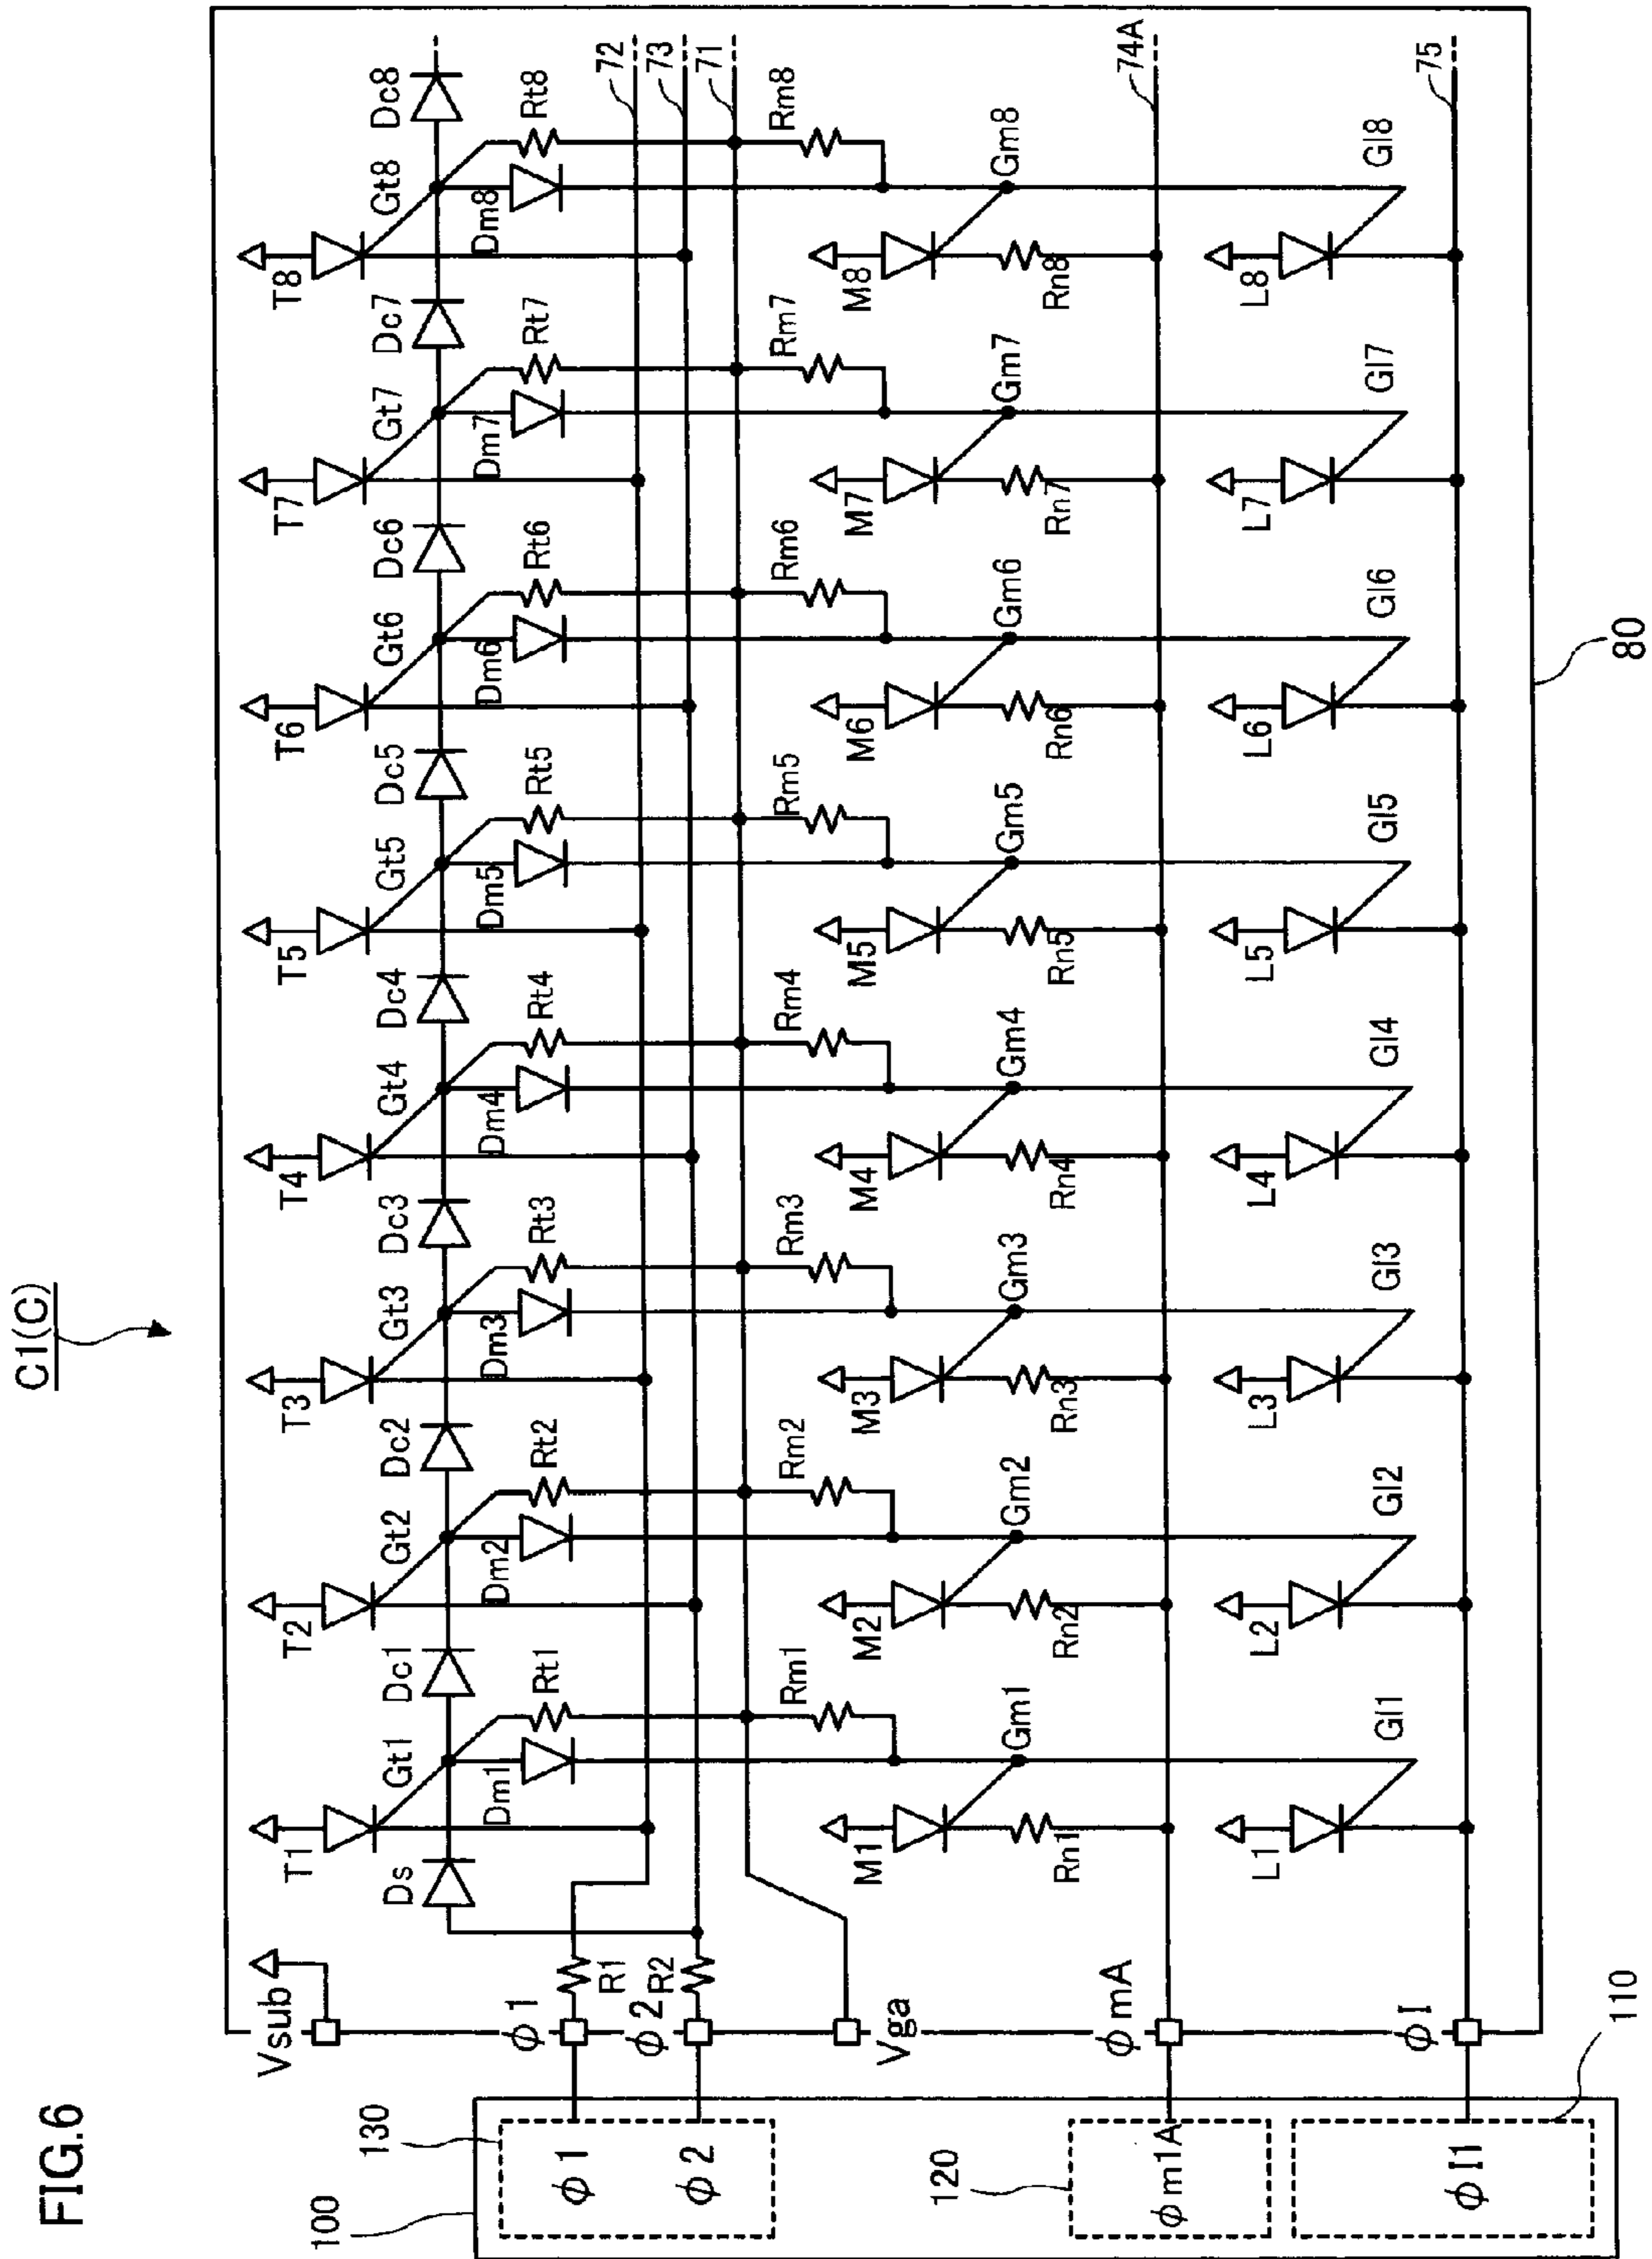 FIG.6
C1(C)
Vsub
T1
T2
T3
T4
T5
T6
T7
T8
Ds
Gt1
Dc1
Gt2
Dc2
Gt3
Dc3
Gt4
Dc4
Gt5
Dc5
Gt6
Dc6
Gt7
Dc7
Gt8
Dc8
Dm1
Rt1
Dm2
Rt2
Dm3
Rt3
Dm4
Rt4
Dm5
Rt5
Dm6
Rt6
Dm7
Rt7
Dm8
Rt8
100
130
ϕ1
ϕ2
ϕ1
R1
ϕ2
R2
72
73
71
Vga
Rm1
Rm2
Rm3
Rm4
Rm5
Rm6
Rm7
Rm8
M1
M2
M3
M4
M5
M6
M7
M8
Gm1
Gm2
Gm3
Gm4
Gm5
Gm6
Gm7
Gm8
Rn1
Rn2
Rn3
Rn4
Rn5
Rn6
Rn7
Rn8
120
ϕm1A
ϕmA
74A
L1
L2
L3
L4
L5
L6
L7
L8
Gl1
Gl2
Gl3
Gl4
Gl5
Gl6
Gl7
Gl8
ϕI1
ϕI
75
110
80